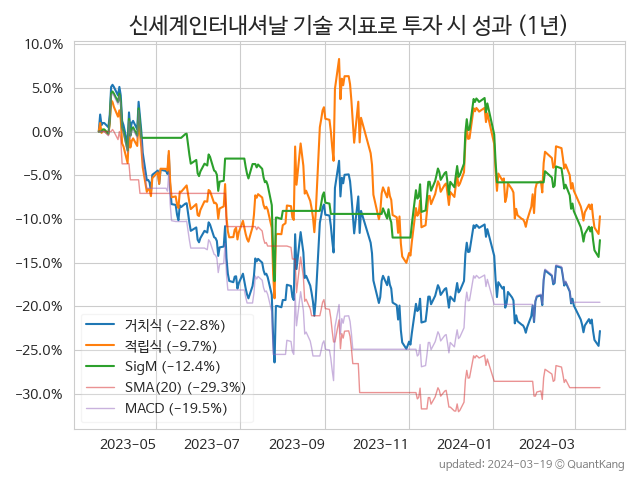 신세계인터내셔날 기술 지표로 투자 시 성과 (1년)
10.0%
5.0%
0.0%
−5.0%
−10.0%
−15.0%
−20.0%
−25.0%
−30.0%
거치식 (−22.8%)
적립식 (−9.7%)
SigM (−12.4%)
SMA(20) (−29.3%)
MACD (−19.5%)
2023-05 2023-07 2023-09 2023-11 2024-01 2024-03
updated: 2024-03-19 ⓒ QuantKang